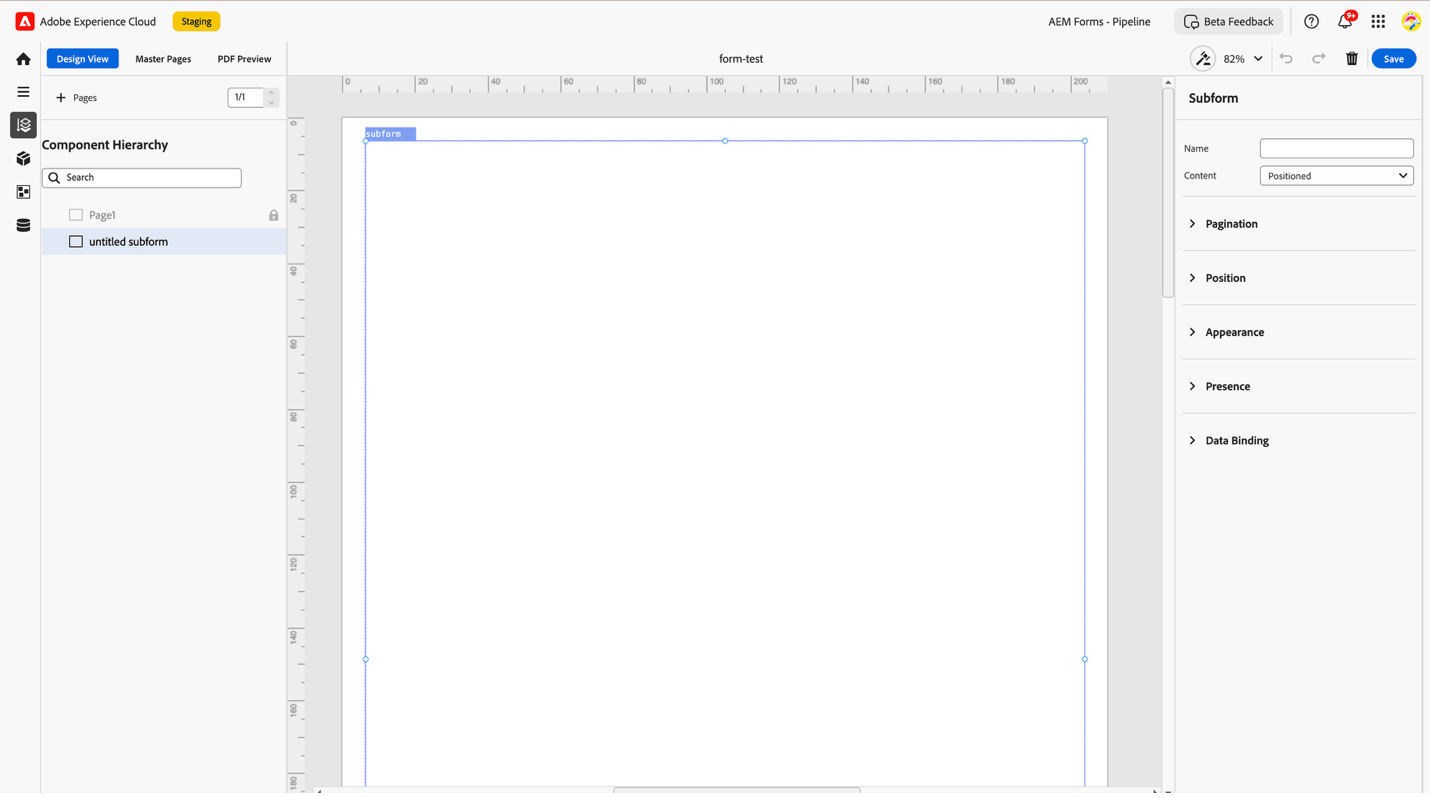 Adobe Experience Cloud Staging AEM Forms - Pipeline Beta Feedback 9+
Design View Master Pages PDF Preview form-test 82% Save
Pages 1/1
Component Hierarchy
Search
Page1
untitled subform
0 20 40 60 80 100 120 140 160 180 200
0
20
40
60
80
100
120
140
160
180
subform
Subform
Name
Content Positioned
Pagination
Position
Appearance
Presence
Data Binding